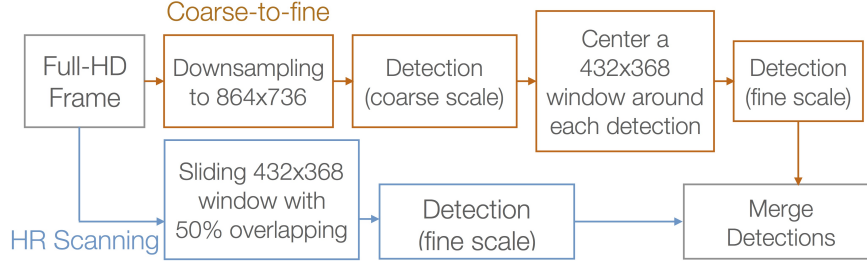 Coarse-to-fine
Full-HD
Frame
Downsampling
to 864x736
Detection
(coarse scale)
Center a
432x368
window around
each detection
Detection
(fine scale)
HR Scanning
Sliding 432x368
window with
50% overlapping
Detection
(fine scale)
Merge
Detections